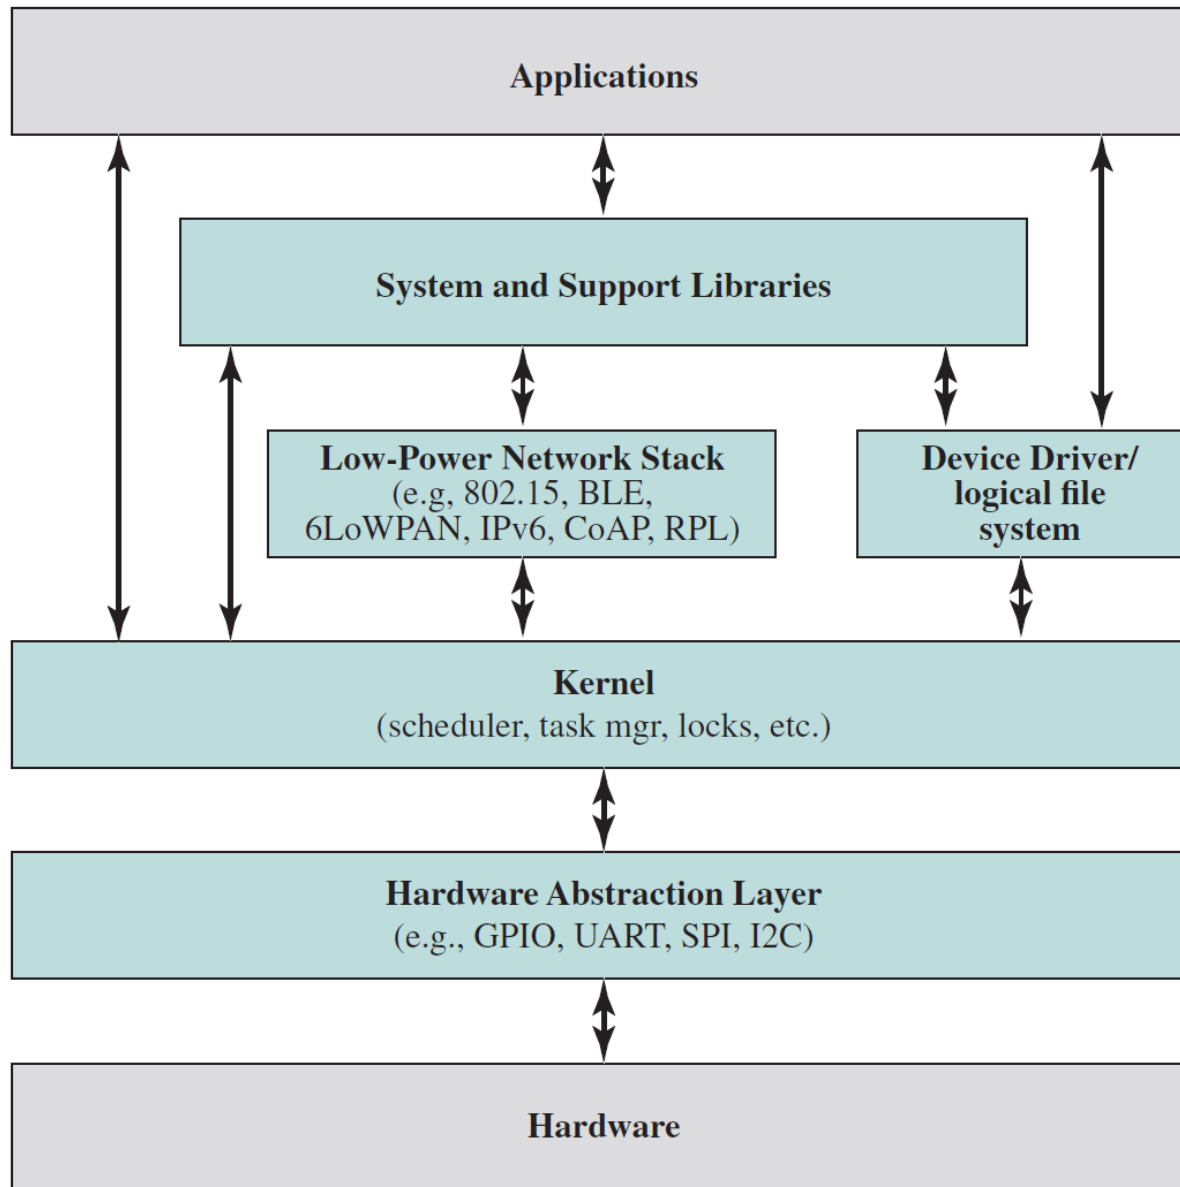 Applications
System and Support Libraries
Low-Power Network Stack
(e.g, 802.15, BLE,
6LoWPAN, IPv6, CoAP, RPL)
Device Driver/
logical file
system
Kernel
(scheduler, task mgr, locks, etc.)
Hardware Abstraction Layer
(e.g., GPIO, UART, SPI, I2C)
Hardware